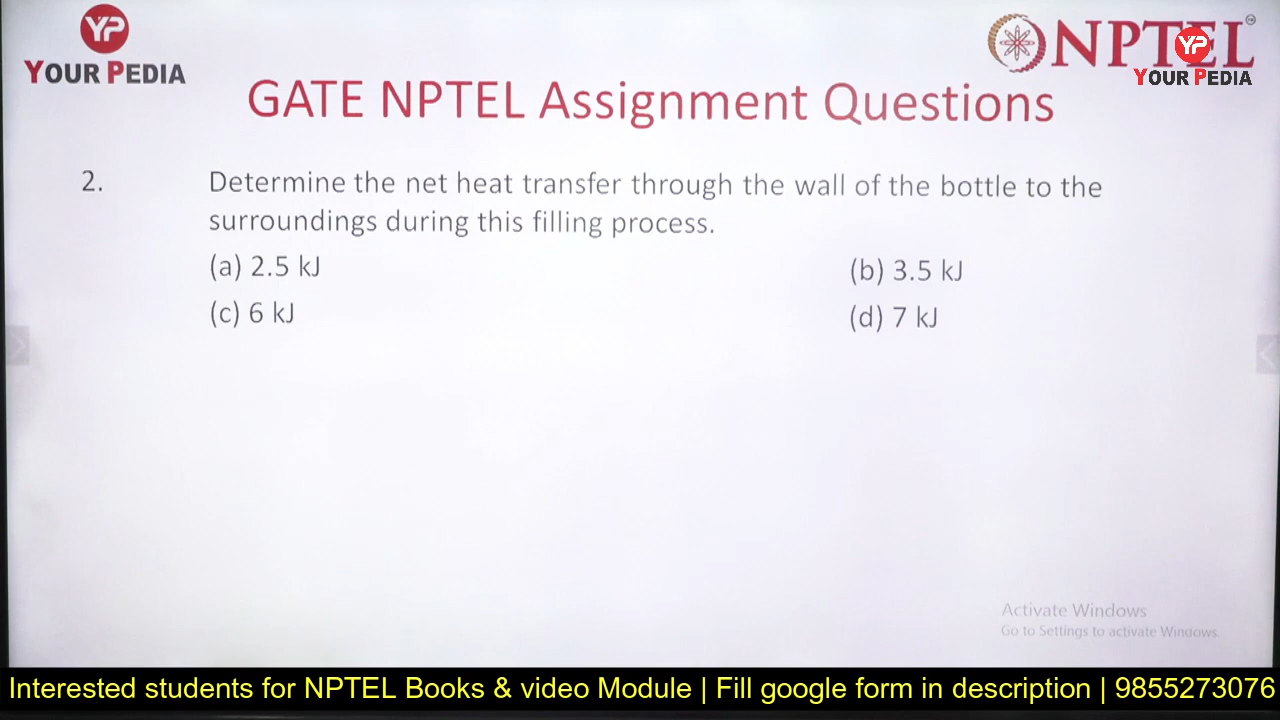 YP
YOUR PEDIA
NPTEL
YP
YOUR PEDIA
GATE NPTEL Assignment Questions
2. Determine the net heat transfer through the wall of the bottle to the
surroundings during this filling process.
(a) 2.5 kJ (b) 3.5 kJ
(c) 6 kJ (d) 7 kJ
Activate Windows
Go to Settings to activate Windows.
Interested students for NPTEL Books & video Module | Fill google form in description | 9855273076